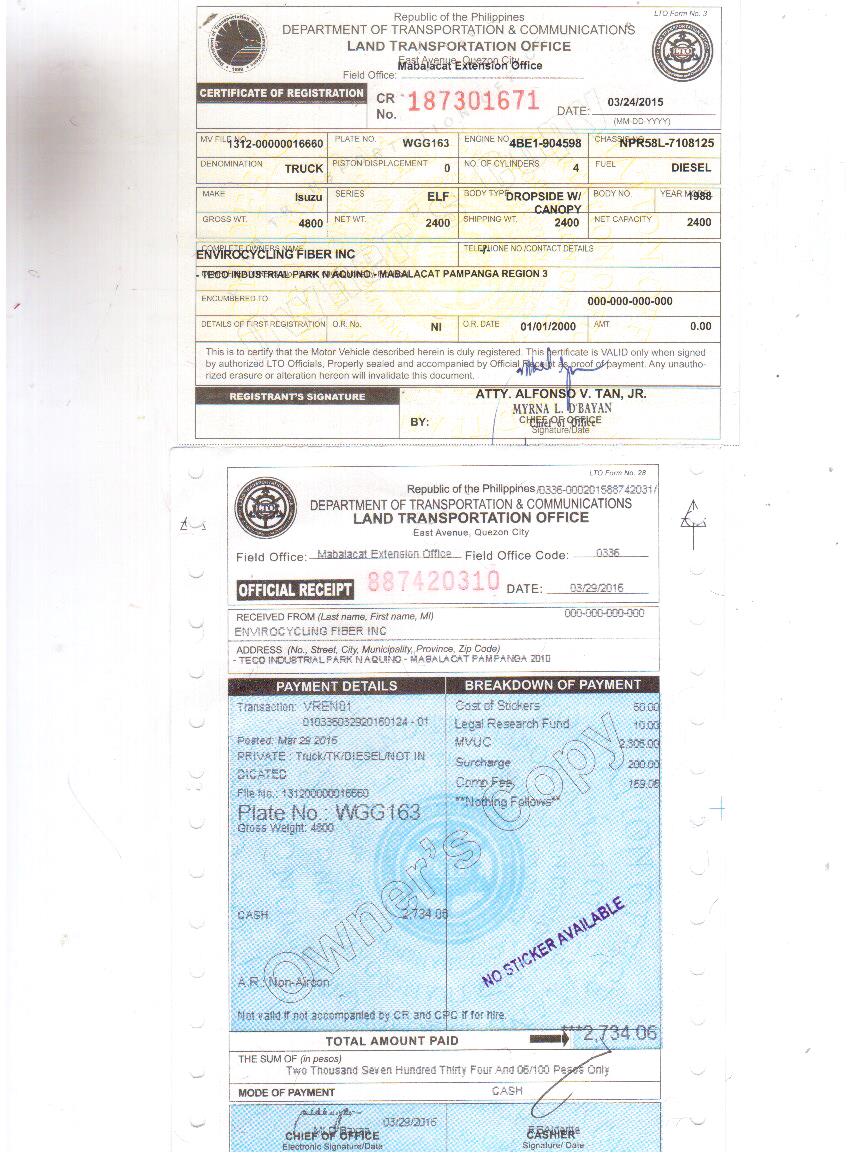 LTO Form No. 3
Republic of the Philippines
DEPARTMENT OF TRANSPORTATION & COMMUNICATIONS
LAND TRANSPORTATION OFFICE
East Avenue, Quezon City
Field Office: Mabalacat Extension Office
CERTIFICATE OF REGISTRATION
CR No. 187301671
DATE: 03/24/2015
(MM-DD-YYYY)
MV FILE NO. 1312-00000016660 PLATE NO. WGG163 ENGINE NO. 4BE1-904598 CHASSIS NO. NPR58L-7108125
DENOMINATION TRUCK PISTON DISPLACEMENT 0 NO. OF CYLINDERS 4 FUEL DIESEL
MAKE Isuzu SERIES ELF BODY TYPE DROPSIDE W/ CANOPY BODY NO. YEAR MODEL 1988
GROSS WT. 4800 NET WT. 2400 SHIPPING WT. 2400 NET CAPACITY 2400
COMPLETE OWNERS NAME TELEPHONE NO./CONTACT DETAILS
ENVIROCYCLING FIBER INC
- TECO INDUSTRIAL PARK N AQUINO - MABALACAT PAMPANGA REGION 3
ENCUMBERED TO 000-000-000-000
DETAILS OF FIRST REGISTRATION O.R. No. NI O.R. DATE 01/01/2000 AMT. 0.00
This is to certify that the Motor Vehicle described herein is duly registered. This certificate is VALID only when signed
by authorized LTO Officials, Properly sealed and accompanied by Official Receipt as proof of payment. Any unautho-
rized erasure or alteration hereon will invalidate this document.
REGISTRANT'S SIGNATURE
ATTY. ALFONSO V. TAN, JR.
MYRNA L. D'BAYAN
BY: CHIEF OF OFFICE
Chief of Office
Signature/Date
LTO Form No. 28
Republic of the Philippines
DEPARTMENT OF TRANSPORTATION & COMMUNICATIONS
LAND TRANSPORTATION OFFICE
East Avenue, Quezon City
Field Office: Mabalacat Extension Office Field Office Code: 0336
OFFICIAL RECEIPT 887420310 DATE: 03/29/2016
RECEIVED FROM (Last name, First name, MI) 000-000-000-000
ENVIROCYCLING FIBER INC
ADDRESS (No., Street, City, Municipality, Province, Zip Code)
- TECO INDUSTRIAL PARK N AQUINO - MABALACAT PAMPANGA 2010
PAYMENT DETAILS BREAKDOWN OF PAYMENT
Transaction: VREN01
010336032920160124 - 01
Posted: Mar 29 2016
PRIVATE : Truck/TK/DIESEL/NOT IN
DICATED
File No.: 131200000016660
Plate No.: WGG163
Gross Weight: 4800
CASH 2,734.06
A.R.: Non-Aircon
Not valid if not accompanied by CR and CPC if for hire.
Cost of Stickers 50.00
Legal Research Fund 10.00
MVUC 2,305.00
Surcharge 200.00
Comp Fee 169.06
**Nothing Follows**
Owner's Copy
NO STICKER AVAILABLE
TOTAL AMOUNT PAID ***2,734.06
THE SUM OF (in pesos)
Two Thousand Seven Hundred Thirty Four And 06/100 Pesos Only
MODE OF PAYMENT CASH
03/29/2016
CHIEF OF OFFICE CASHIER
Electronic Signature/Date Signature/ Date